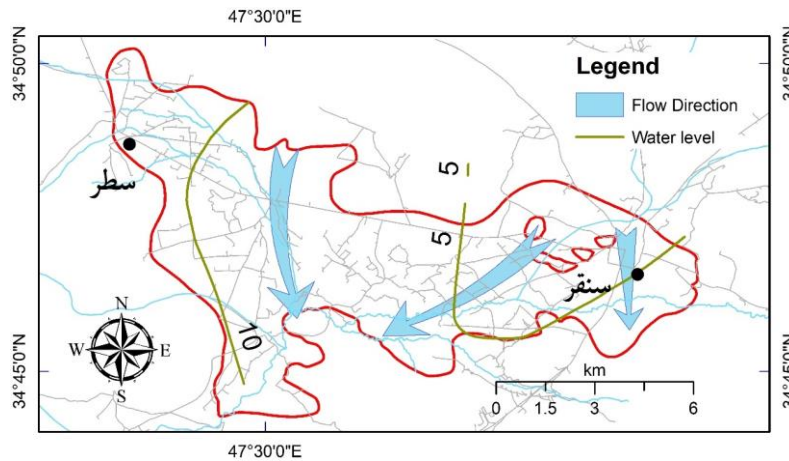 47°30'0"E
34°50'0"N
34°50'0"N
Legend
Flow Direction
Water level
سطر
5
5
سنقر
10
N
W E
S
34°45'0"N
34°45'0"N
km
0 1.5 3 6
47°30'0"E